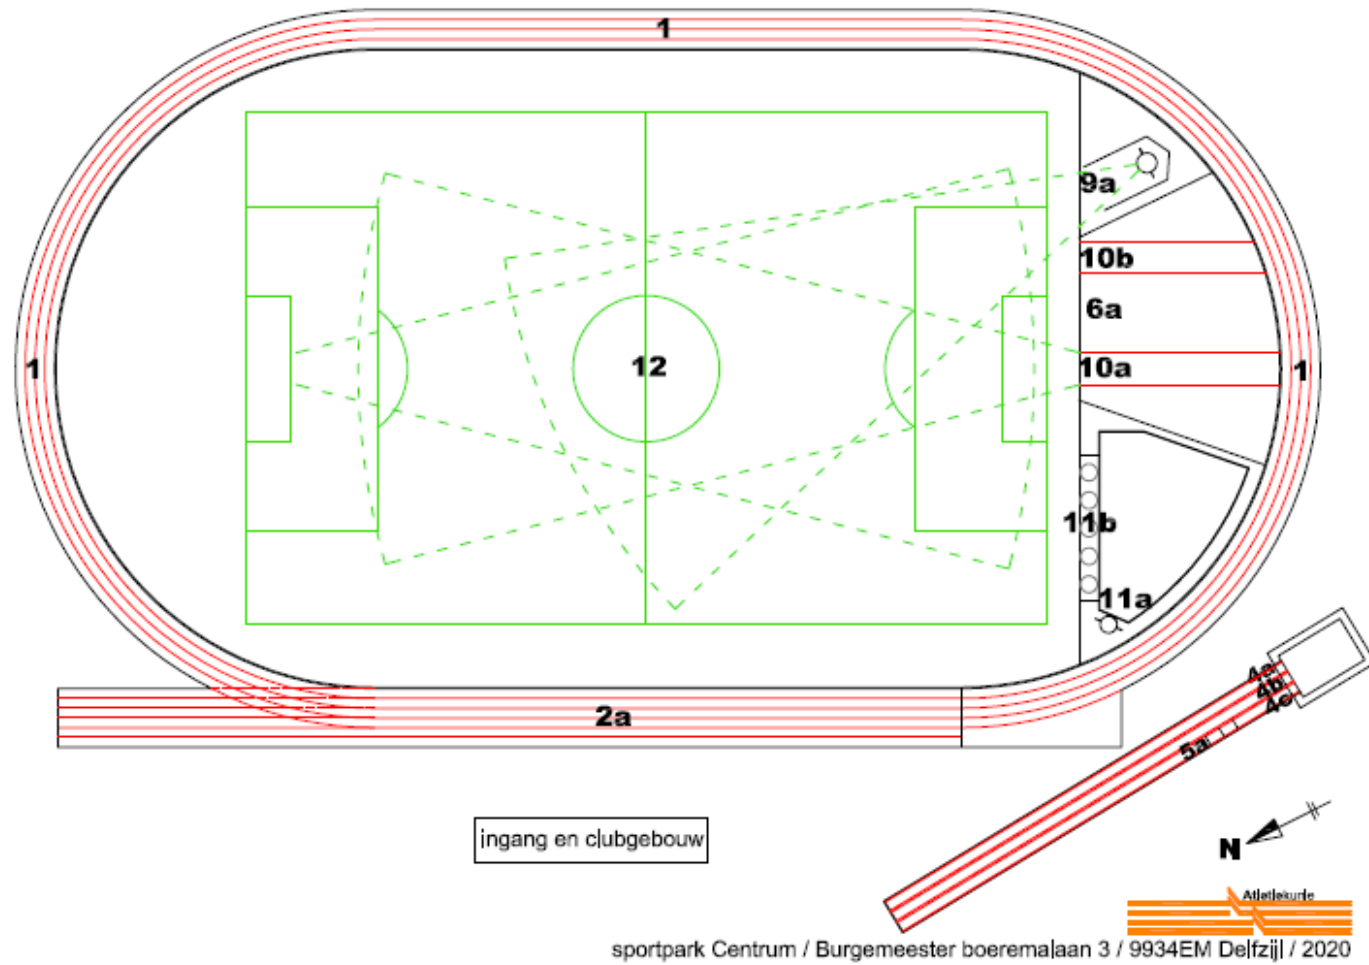 1
9a
10b
6a
12
1
10a
1
11b
11a
4a
4b
4c
2a
5a
ingang en clubgebouw
N
Atletiekunie
sportpark Centrum / Burgemeester boeremalaan 3 / 9934EM Delfzijl / 2020